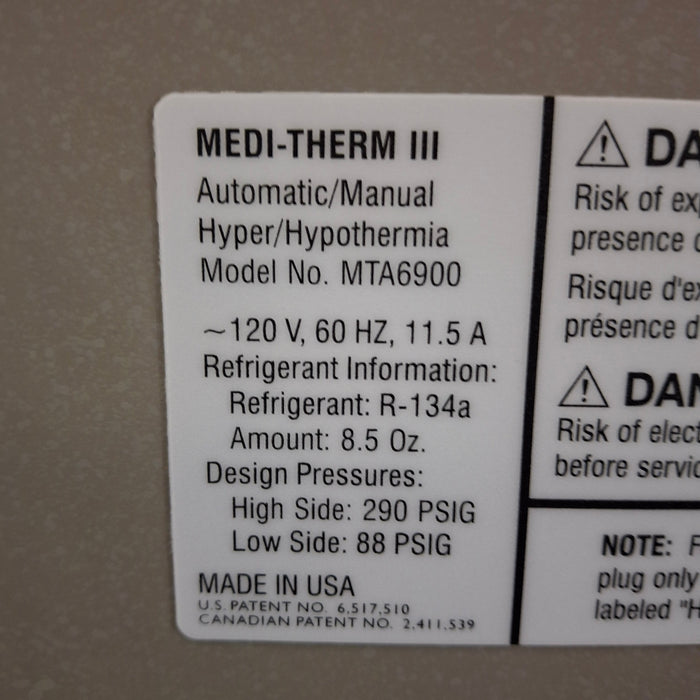 MEDI-THERM III
Automatic/Manual
Hyper/Hypothermia
Model No. MTA6900
~120 V, 60 HZ, 11.5 A
Refrigerant Information:
Refrigerant: R-134a
Amount: 8.5 Oz.
Design Pressures:
High Side: 290 PSIG
Low Side: 88 PSIG
MADE IN USA
U.S. PATENT NO. 6,517,510
CANADIAN PATENT NO. 2,411,539
Risk of
presence
Risque
présence
Risk of
before
NOTE:
plug only
labeled